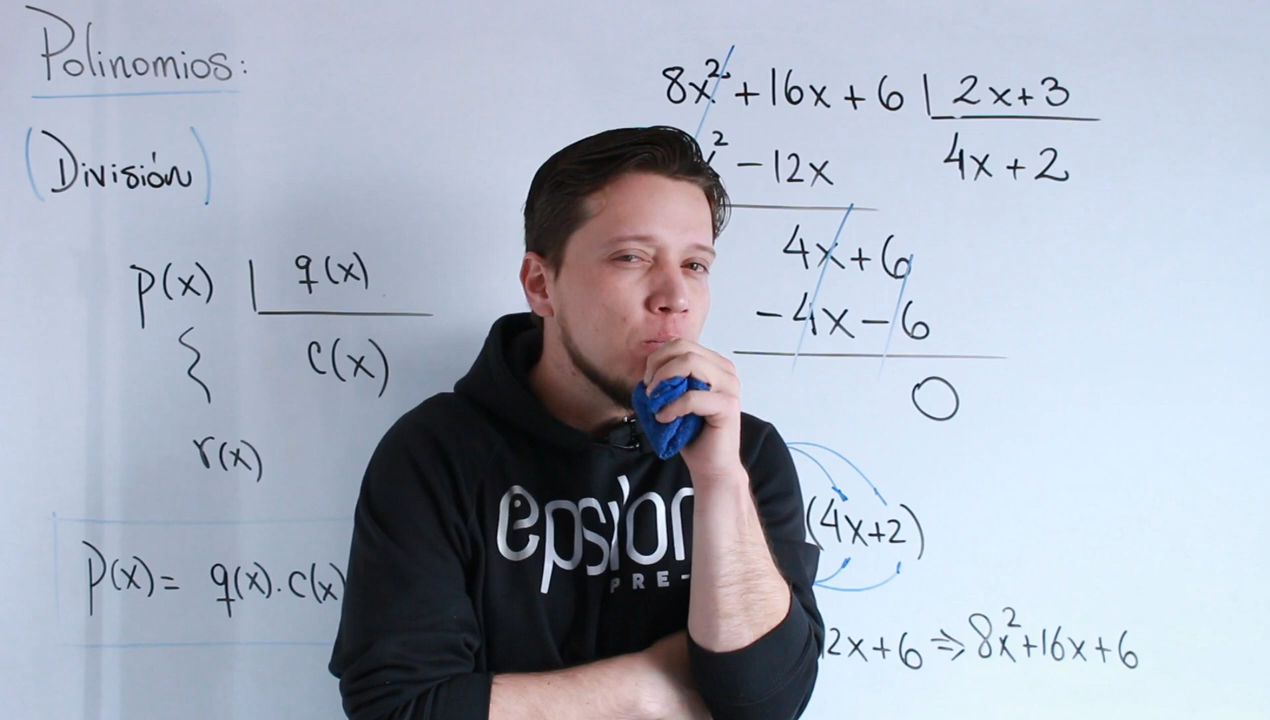 Polinomios:
(División)
p(x) | q(x)
c(x)
r(x)
p(x) = q(x).c(x)
8x² + 16x + 6 | 2x+3
² - 12x
4x + 2
4x + 6
- 4x - 6
0
(4x+2)
2x+6 ⇒ 8x²+16x+6
epsilon
PRE-